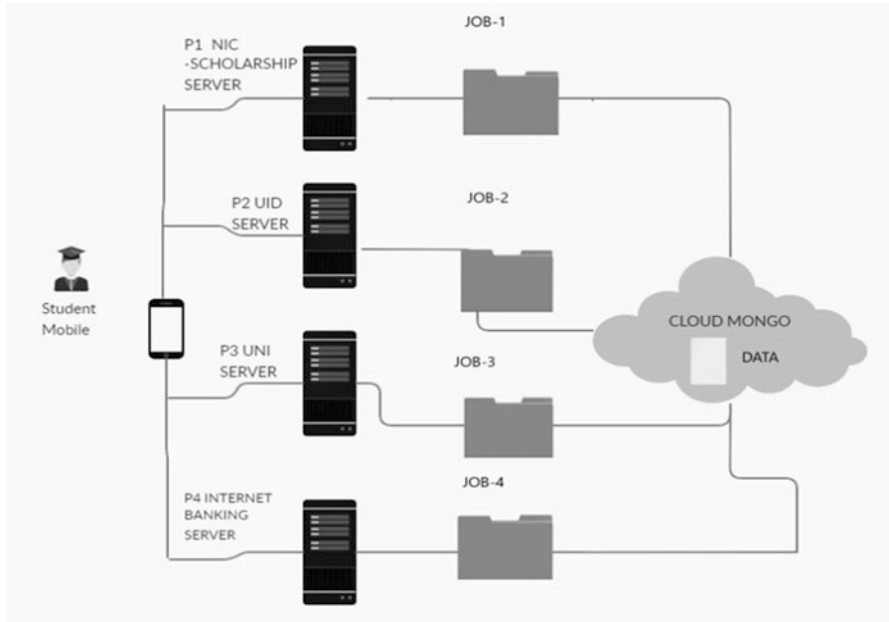 JOB-1
P1 NIC
-SCHOLARSHIP
SERVER
JOB-2
P2 UID
SERVER
Student
Mobile
CLOUD MONGO
DATA
P3 UNI
SERVER
JOB-3
JOB-4
P4 INTERNET
BANKING
SERVER